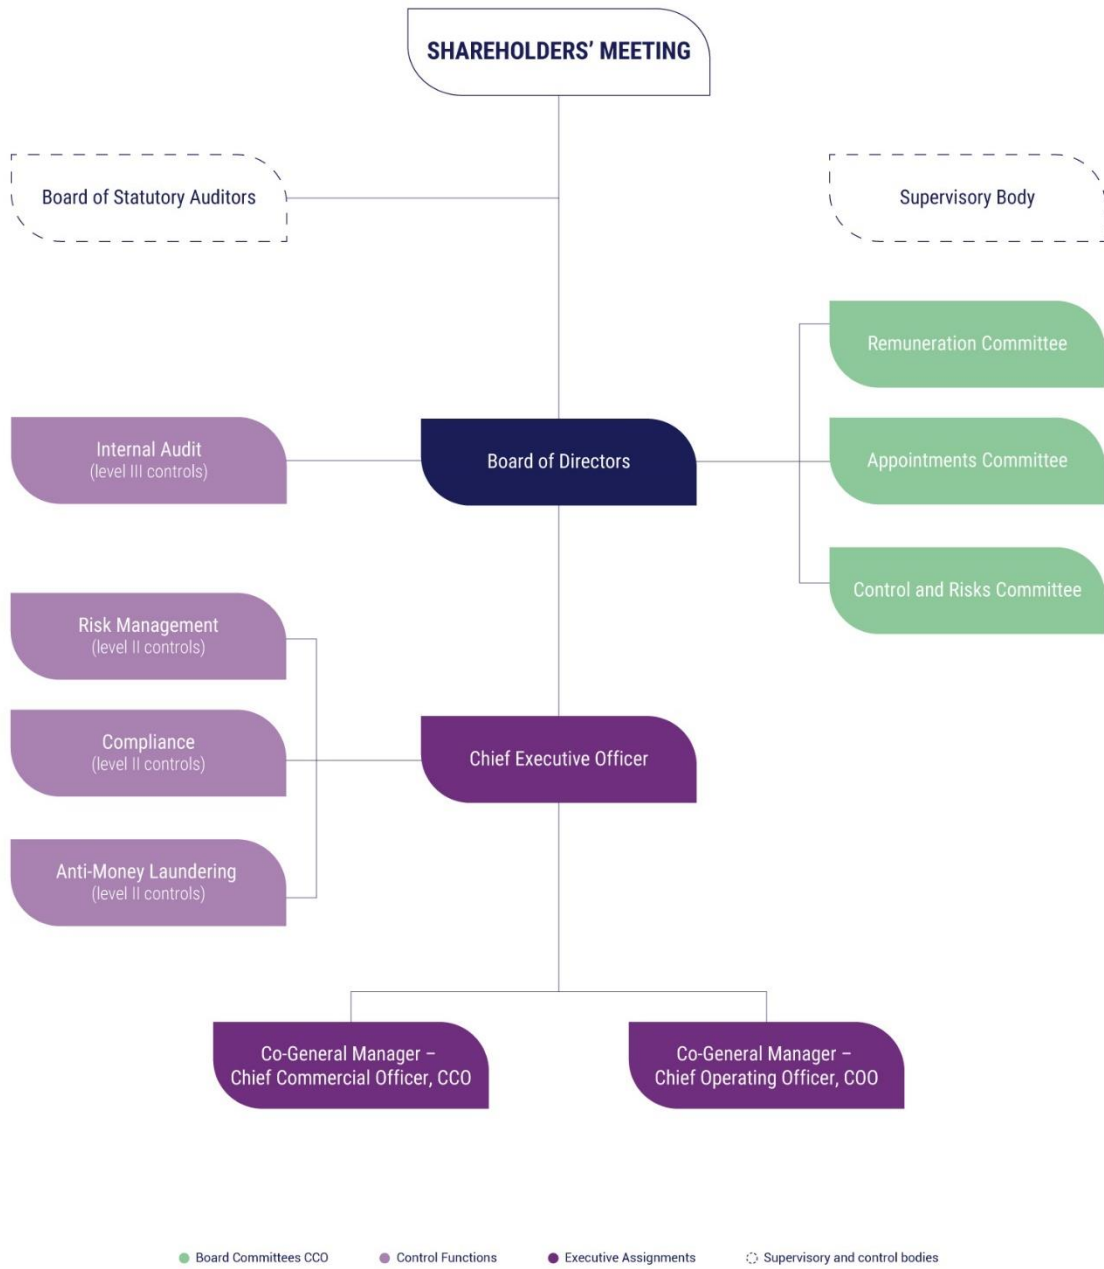 SHAREHOLDERS’ MEETING
Board of Statutory Auditors
Supervisory Body
Remuneration Committee
Internal Audit
(level III controls)
Board of Directors
Appointments Committee
Control and Risks Committee
Risk Management
(level II controls)
Compliance
(level II controls)
Chief Executive Officer
Anti-Money Laundering
(level II controls)
Co-General Manager –
Chief Commercial Officer, CCO
Co-General Manager –
Chief Operating Officer, COO
Board Committees CCO
Control Functions
Executive Assignments
Supervisory and control bodies